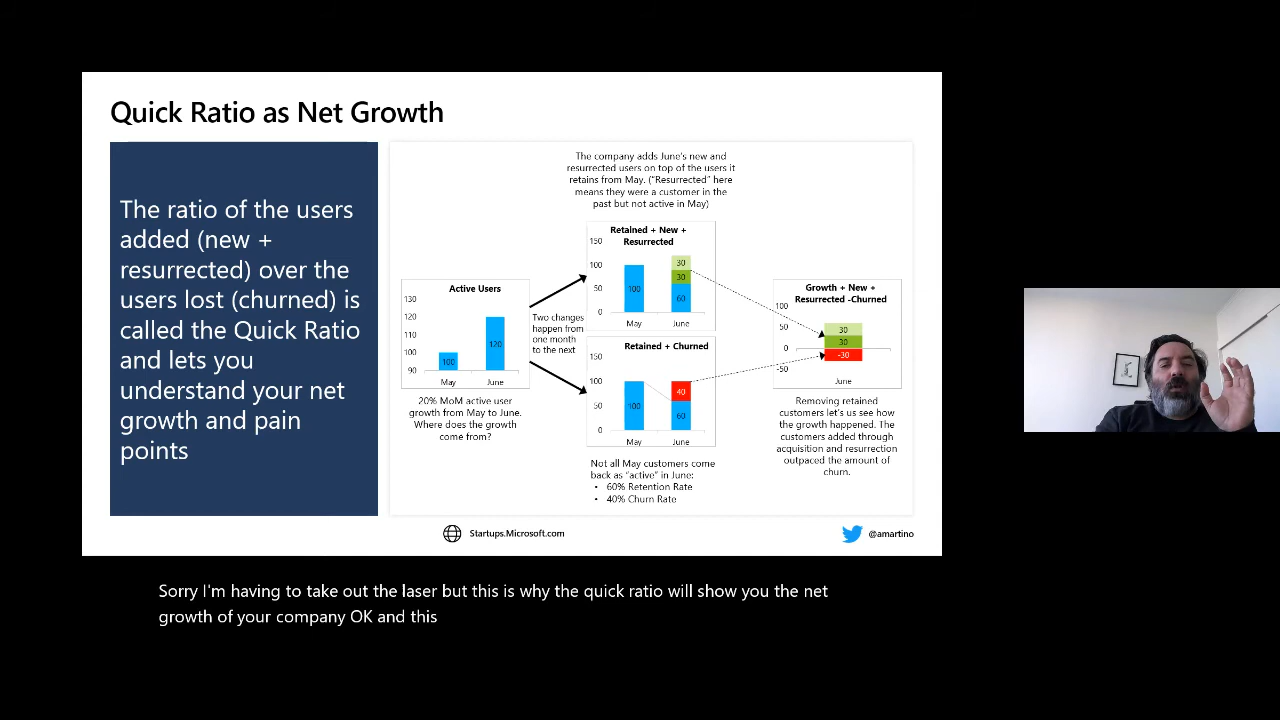 Quick Ratio as Net Growth
The ratio of the users
added (new +
resurrected) over the
users lost (churned) is
called the Quick Ratio
and lets you
understand your net
growth and pain
points
The company adds June's new and
resurrected users on top of the users it
retains from May. ("Resurrected" here
means they were a customer in the
past but not active in May)
Active Users
130
120
110
100
90
100
120
May June
20% MoM active user
growth from May to June.
Where does the growth
come from?
Two changes
happen from
one month
to the next
Retained + New +
Resurrected
150
100
50
0
100
30
30
60
May June
Retained + Churned
150
100
50
0
100
40
60
May June
Not all May customers come
back as "active" in June:
• 60% Retention Rate
• 40% Churn Rate
Growth + New +
Resurrected -Churned
100
50
0
-50
30
30
-30
June
Removing retained
customers let's us see how
the growth happened. The
customers added through
acquisition and resurrection
outpaced the amount of
churn.
Startups.Microsoft.com
@amartino
Sorry I'm having to take out the laser but this is why the quick ratio will show you the net
growth of your company OK and this